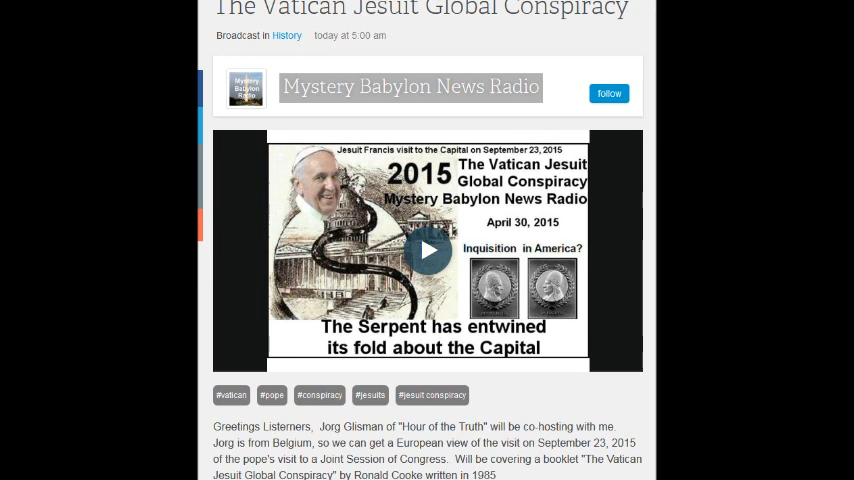 The Vatican Jesuit Global Conspiracy
Broadcast in History today at 5:00 am
Mystery
Babylon
Radio
Mystery Babylon News Radio
follow
Jesuit Francis visit to the Capital on September 23, 2015
2015
The Vatican Jesuit
Global Conspiracy
Mystery Babylon News Radio
April 30, 2015
Inquisition in America?
The Serpent has entwined
its fold about the Capital
#vatican
#pope
#conspiracy
#jesuits
#jesuit conspiracy
Greetings Listerners, Jorg Glisman of "Hour of the Truth" will be co-hosting with me.
Jorg is from Belgium, so we can get a European view of the visit on September 23, 2015
of the pope's visit to a Joint Session of Congress. Will be covering a booklet "The Vatican
Jesuit Global Conspiracy" by Ronald Cooke written in 1985